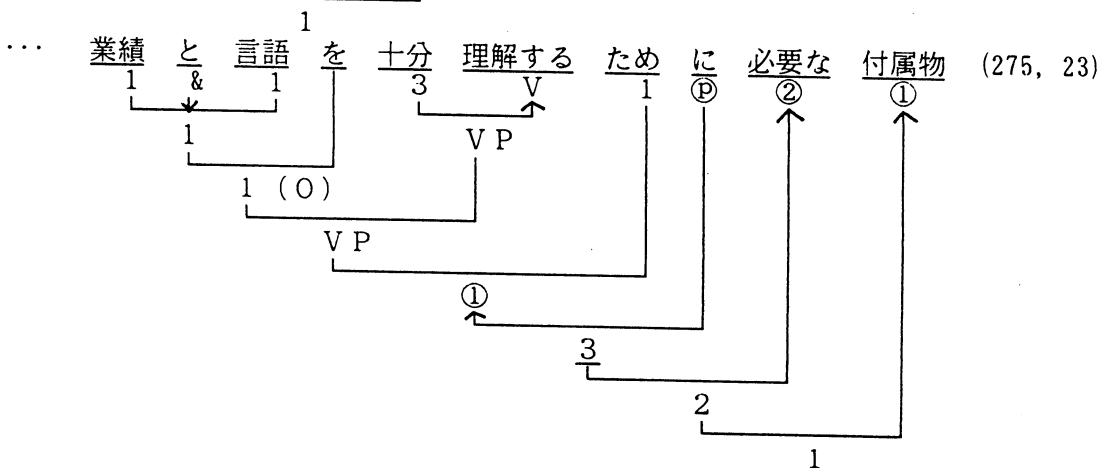 1
… 業績 と 言語 を 十分 理解する ため に 必要な 付属物 (275, 23)
1 & 1 3 V 1 ⓟ ② ①
1 VP
1 (O)
VP
①
3
2
1